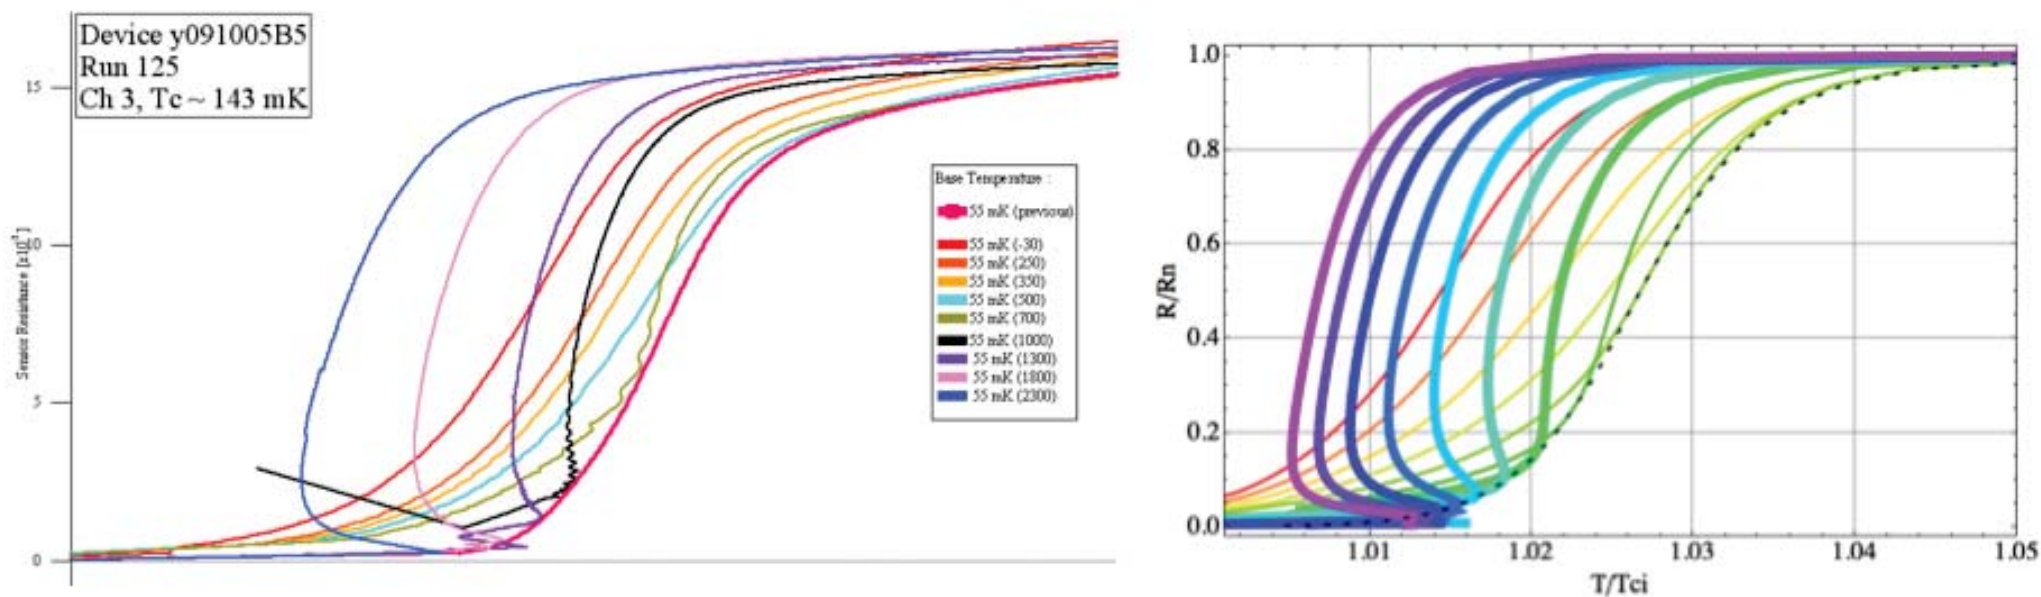 Device y091005B5
Run 125
Ch 3, Tc ~ 143 mK
15
10
5
0
Base Temperature :
55 mK (previous)
55 mK (-30)
55 mK (250)
55 mK (350)
55 mK (500)
55 mK (700)
55 mK (1000)
55 mK (1300)
55 mK (1800)
55 mK (2300)
Sensor Resistance
1.0
0.8
0.6
0.4
0.2
0.0
R/Rn
1.01
1.02
1.03
1.04
1.05
T/Tci